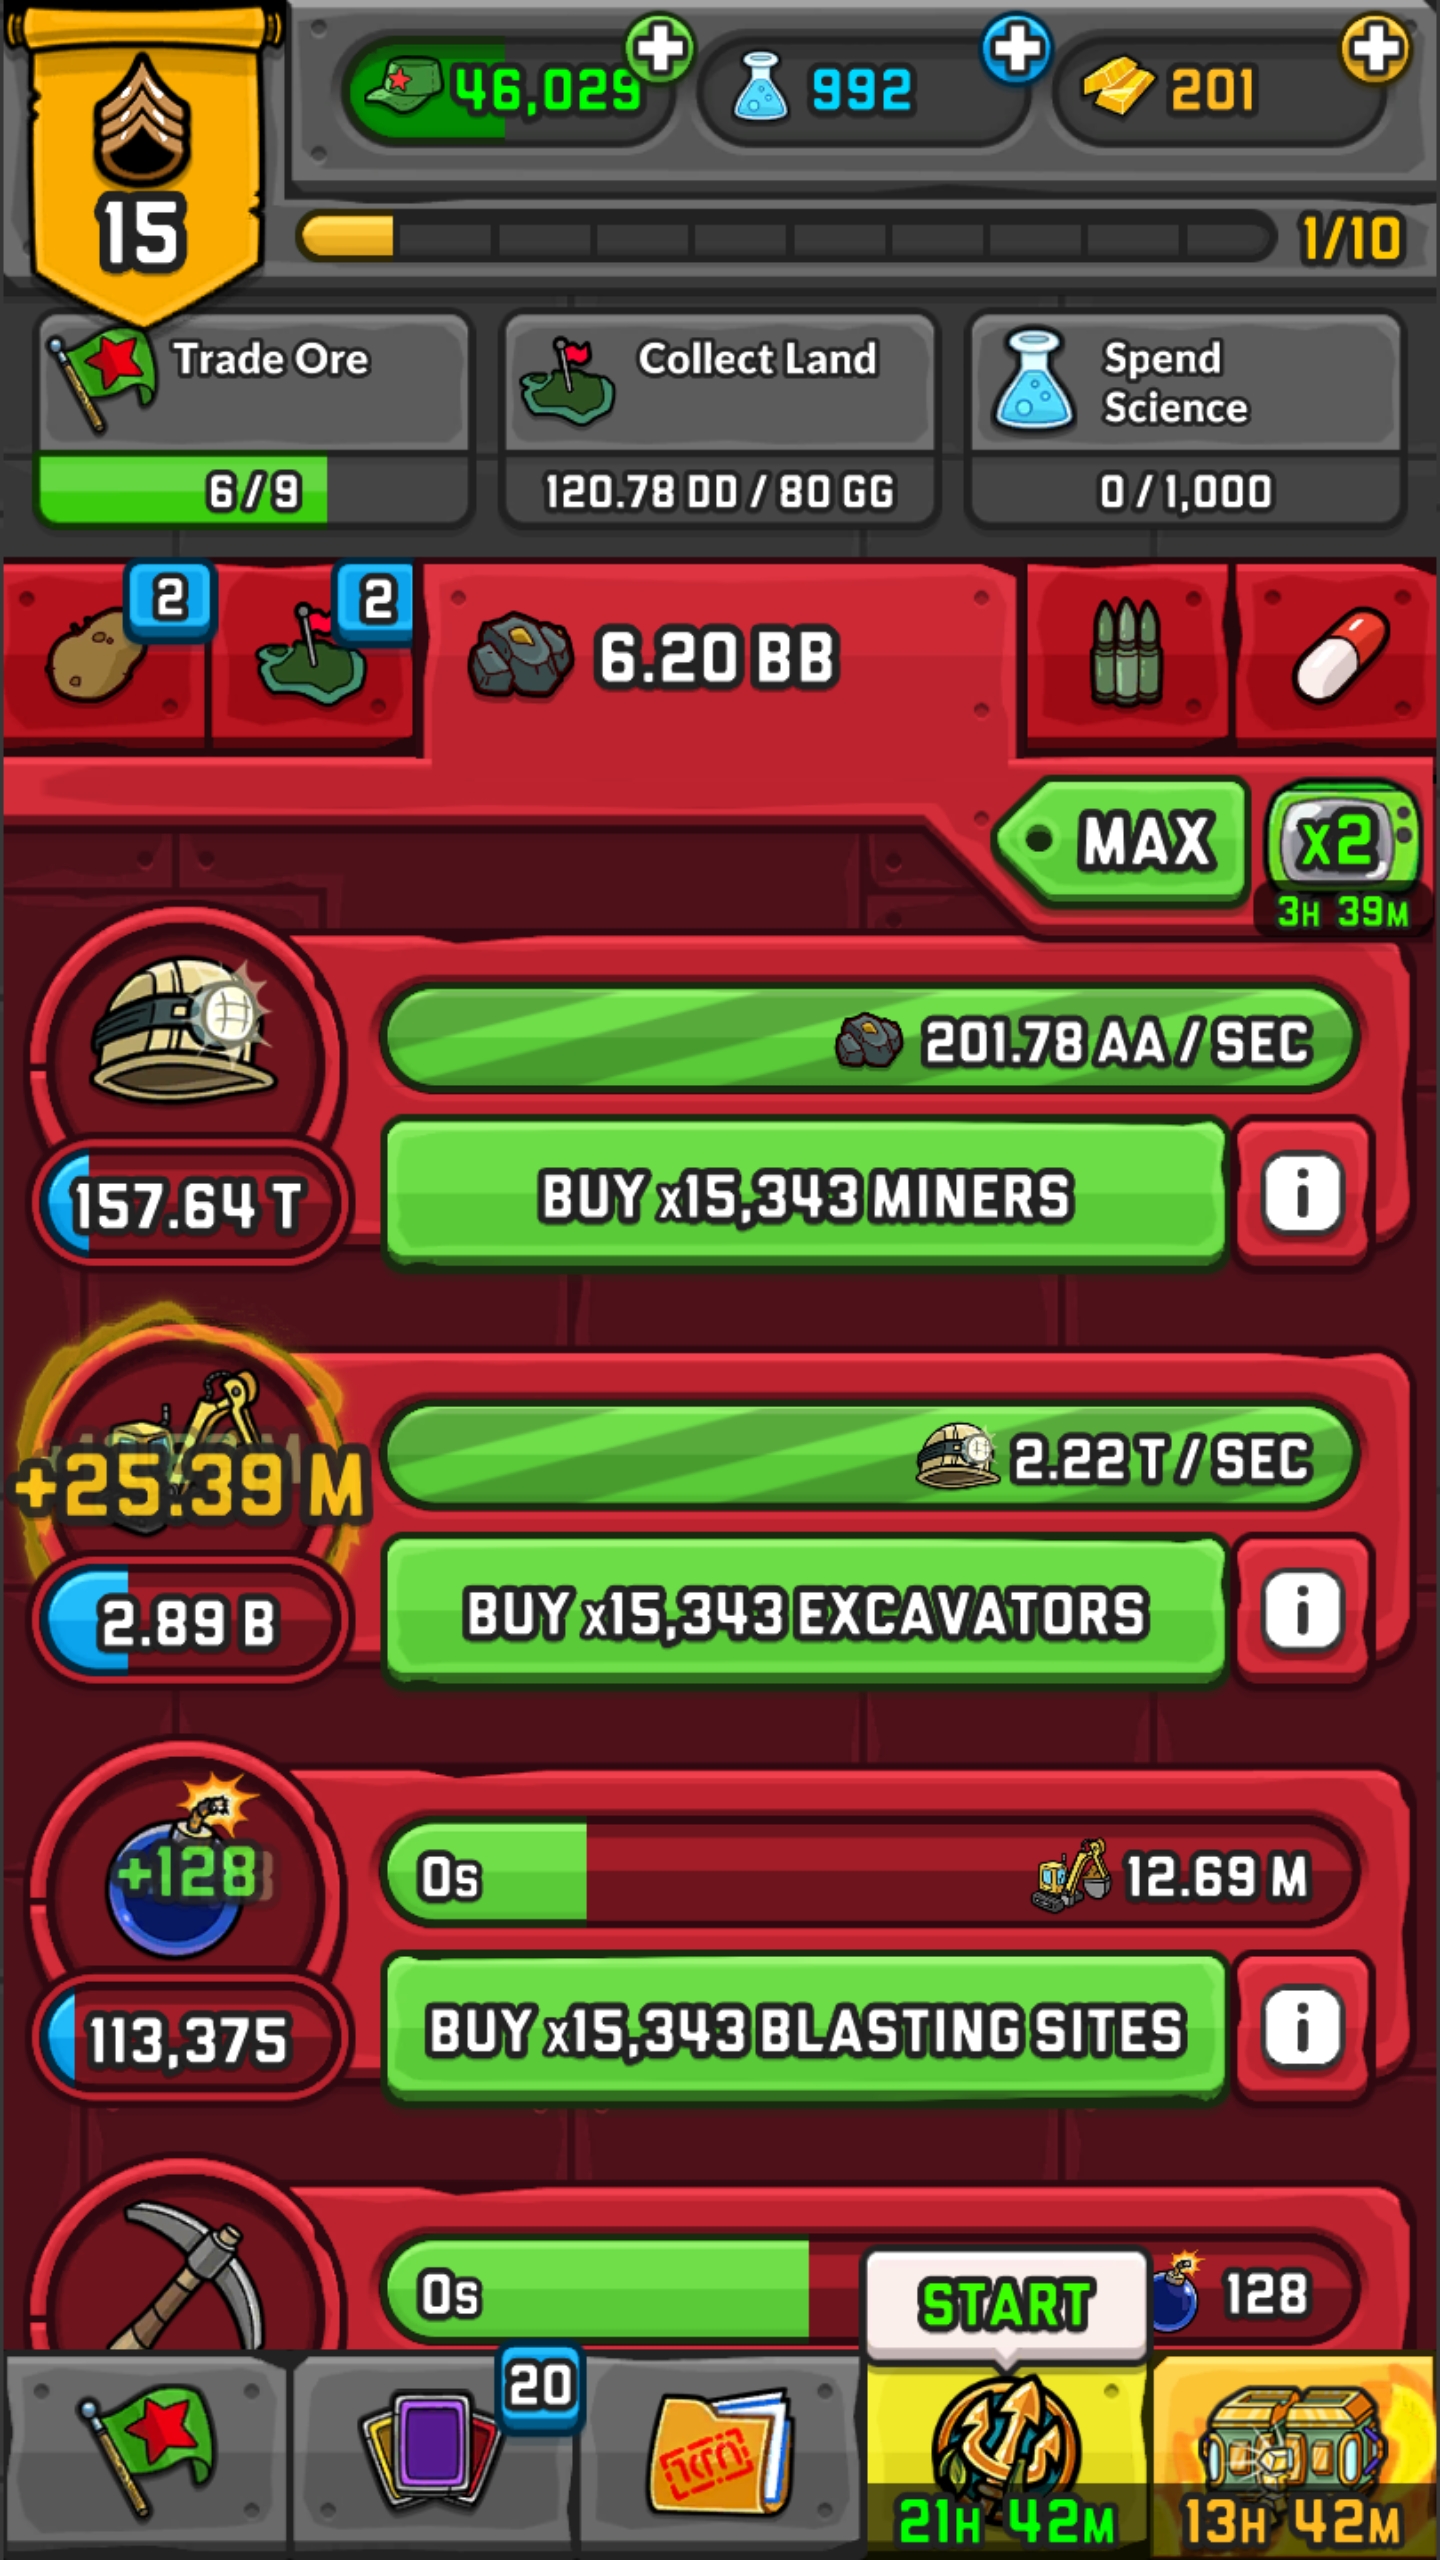 15
46,029
992
201
1/10
Trade Ore
6/9
Collect Land
120.78 DD / 80 GG
Spend
Science
0 / 1,000
2
2
6.20 BB
MAX
x2
3H 39M
201.78 AA / SEC
157.64 T
BUY x15,343 MINERS
i
2.22 T / SEC
+25.39 M
2.89 B
BUY x15,343 EXCAVATORS
i
0s
12.69 M
+128
113,375
BUY x15,343 BLASTING SITES
i
0s
128
START
20
21H 42M
13H 42M